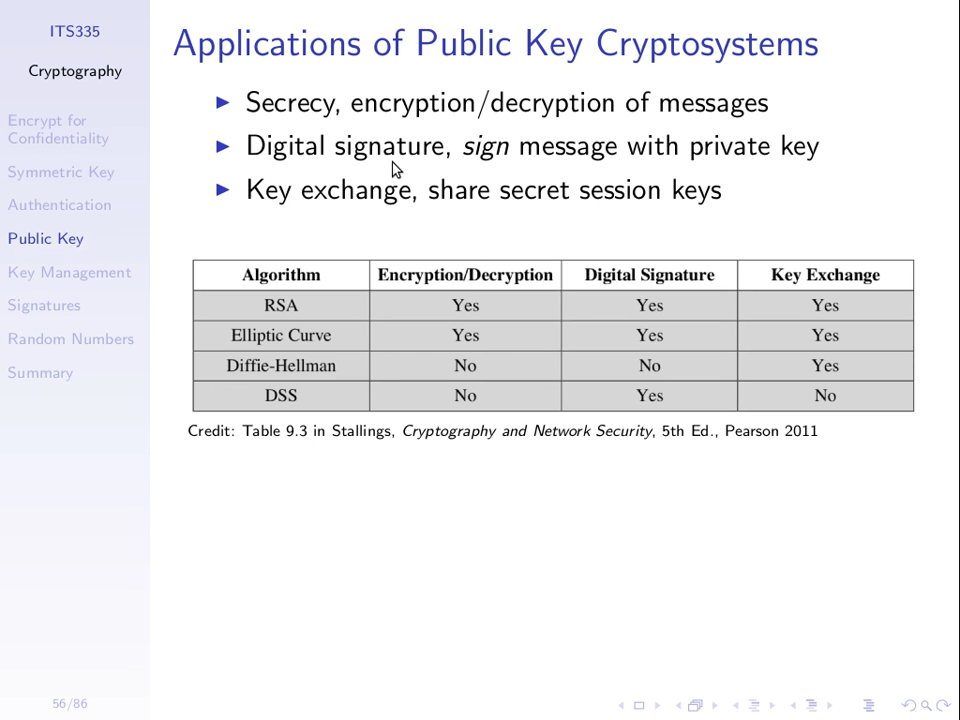 ITS335
Cryptography
Encrypt for
Confidentiality
Symmetric Key
Authentication
Public Key
Key Management
Signatures
Random Numbers
Summary
56/86
Applications of Public Key Cryptosystems
Secrecy, encryption/decryption of messages
Digital signature, sign message with private key
Key exchange, share secret session keys
Algorithm Encryption/Decryption Digital Signature Key Exchange
RSA Yes Yes Yes
Elliptic Curve Yes Yes Yes
Diffie-Hellman No No Yes
DSS No Yes No
Credit: Table 9.3 in Stallings, Cryptography and Network Security, 5th Ed., Pearson 2011